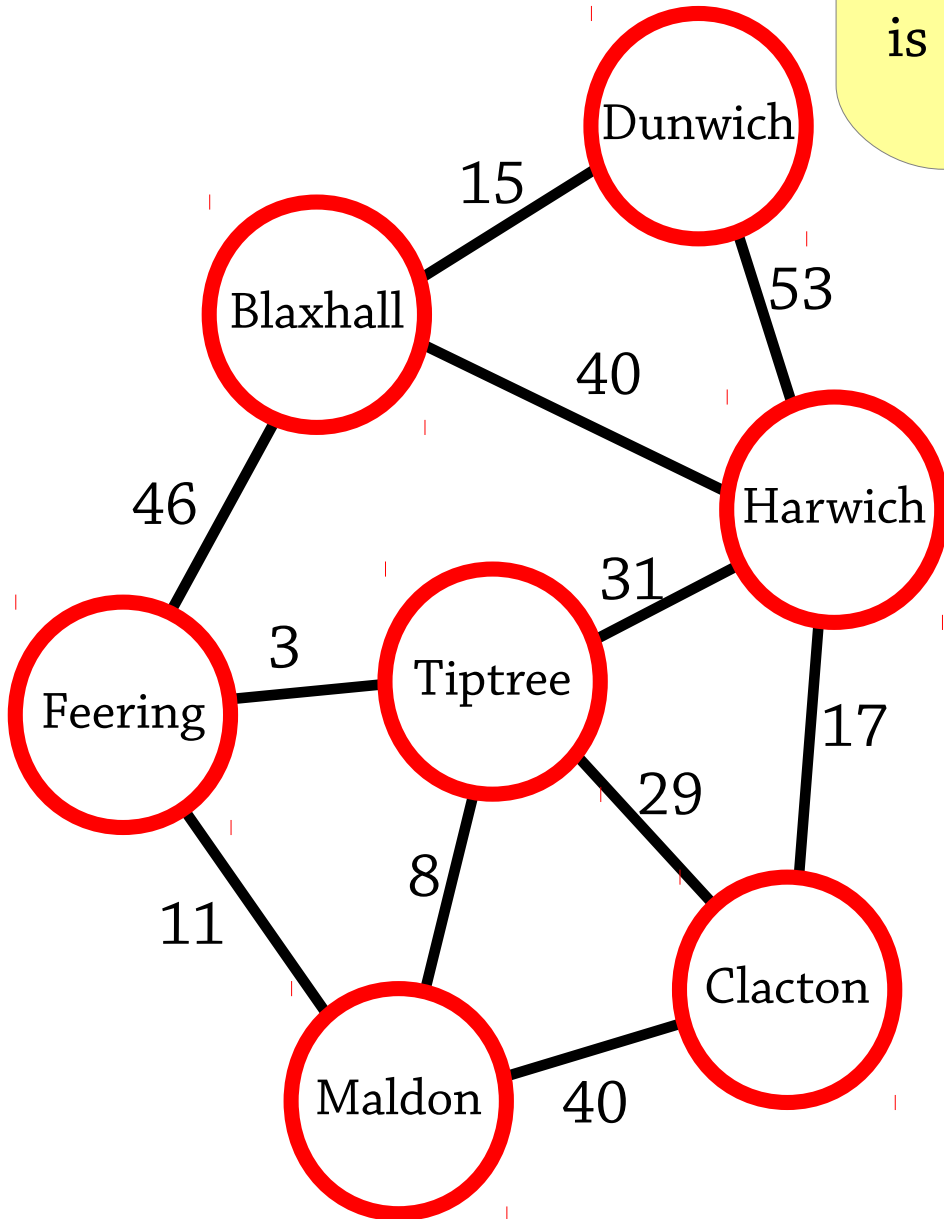 is
Dunwich
15
53
Blaxhall
40
46
Harwich
31
3
Tiptree
Feering
17
29
8
11
Clacton
Maldon
40